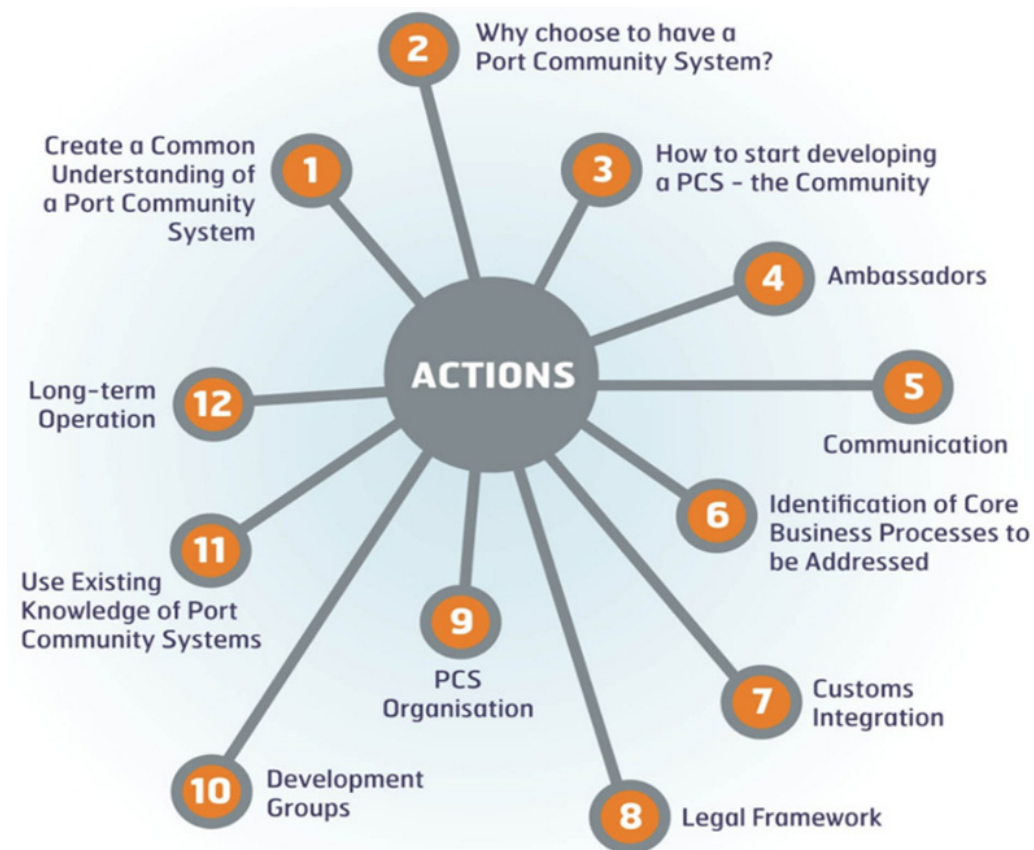 2
Why choose to have a
Port Community System?
1
Create a Common
Understanding of
a Port Community
System
3
How to start developing
a PCS - the Community
4
Ambassadors
ACTIONS
5
Communication
12
Long-term
Operation
6
Identification of Core
Business Processes to
be Addressed
11
Use Existing
Knowledge of Port
Community Systems
9
PCS
Organisation
7
Customs
Integration
10
Development
Groups
8
Legal Framework